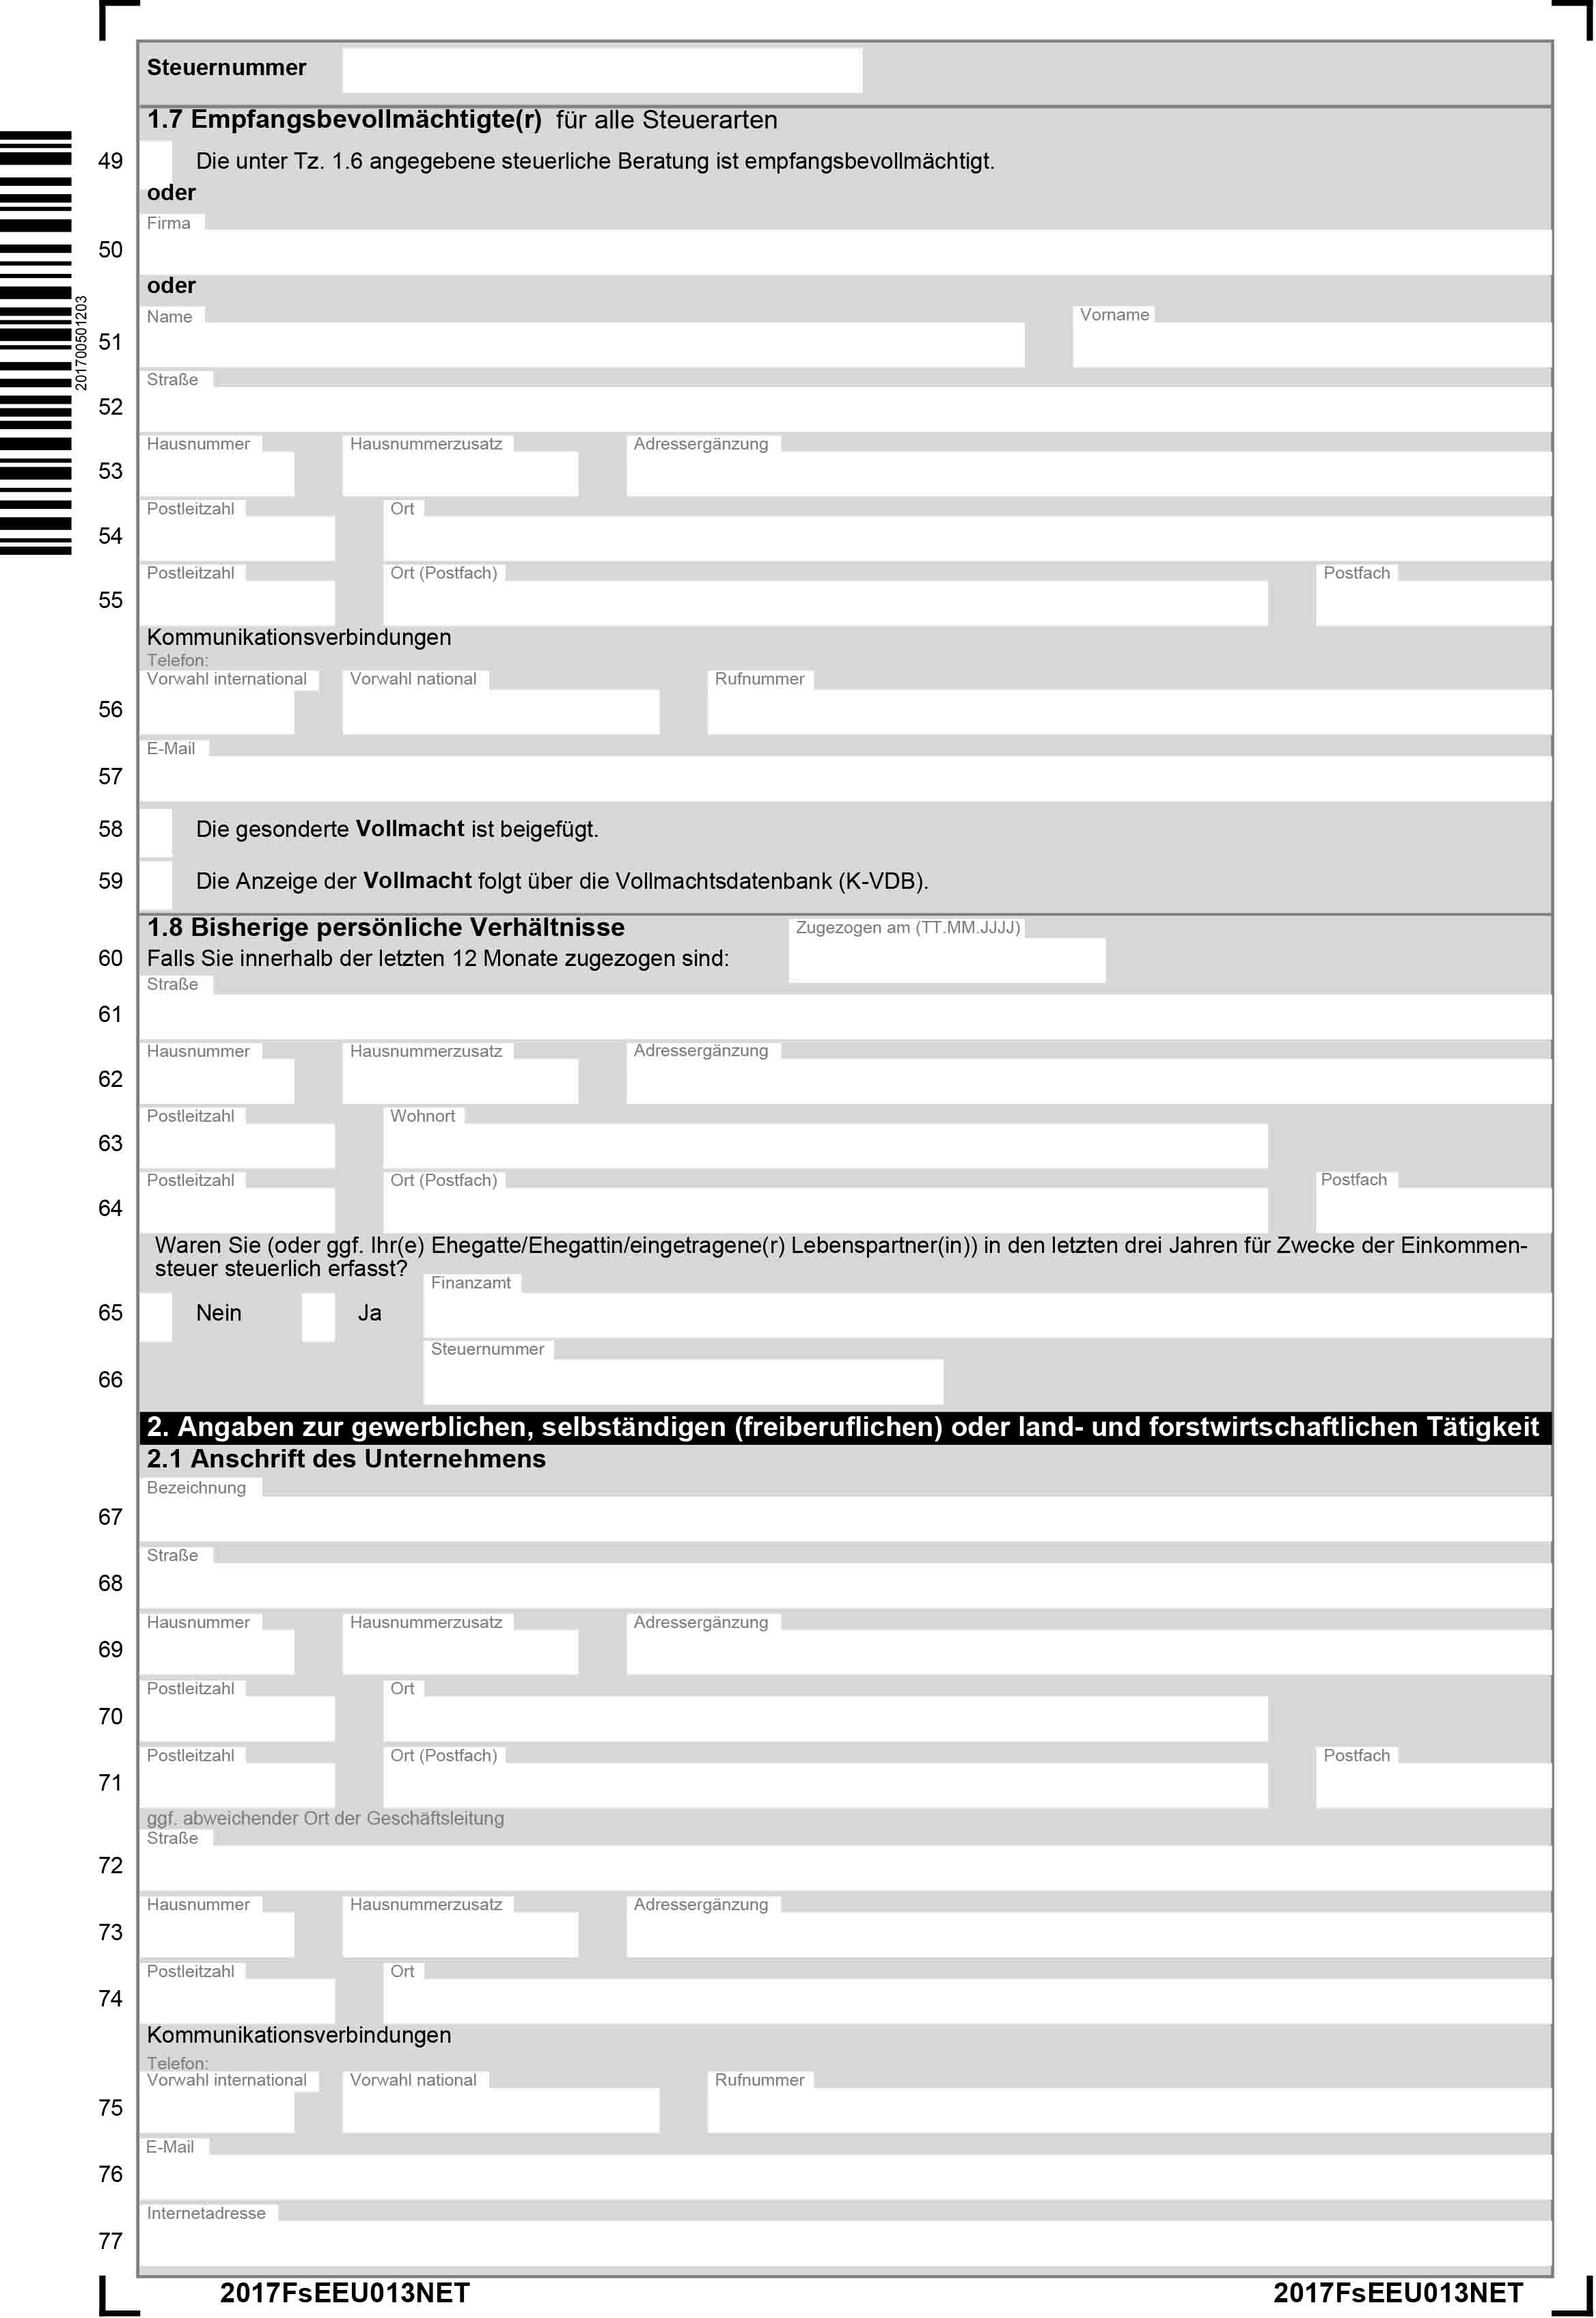 Steuernummer
1.7 Empfangsbevollmächtigte(r) für alle Steuerarten
49 Die unter Tz. 1.6 angegebene steuerliche Beratung ist empfangsbevollmächtigt.
oder
Firma
50
oder
Name Vorname
51
201700501203
Straße
52
Hausnummer Hausnummerzusatz Adressergänzung
53
Postleitzahl Ort
54
Postleitzahl Ort (Postfach) Postfach
55
Kommunikationsverbindungen
Telefon:
Vorwahl international Vorwahl national Rufnummer
56
E-Mail
57
58 Die gesonderte Vollmacht ist beigefügt.
59 Die Anzeige der Vollmacht folgt über die Vollmachtsdatenbank (K-VDB).
1.8 Bisherige persönliche Verhältnisse Zugezogen am (TT.MM.JJJJ)
60 Falls Sie innerhalb der letzten 12 Monate zugezogen sind:
Straße
61
Hausnummer Hausnummerzusatz Adressergänzung
62
Postleitzahl Wohnort
63
Postleitzahl Ort (Postfach) Postfach
64
Waren Sie (oder ggf. Ihr(e) Ehegatte/Ehegattin/eingetragene(r) Lebenspartner(in)) in den letzten drei Jahren für Zwecke der Einkommen-
steuer steuerlich erfasst?
Finanzamt
65 Nein Ja
Steuernummer
66
2. Angaben zur gewerblichen, selbständigen (freiberuflichen) oder land- und forstwirtschaftlichen Tätigkeit
2.1 Anschrift des Unternehmens
Bezeichnung
67
Straße
68
Hausnummer Hausnummerzusatz Adressergänzung
69
Postleitzahl Ort
70
Postleitzahl Ort (Postfach) Postfach
71
ggf. abweichender Ort der Geschäftsleitung
Straße
72
Hausnummer Hausnummerzusatz Adressergänzung
73
Postleitzahl Ort
74
Kommunikationsverbindungen
Telefon:
Vorwahl international Vorwahl national Rufnummer
75
E-Mail
76
Internetadresse
77
2017FsEEU013NET 2017FsEEU013NET